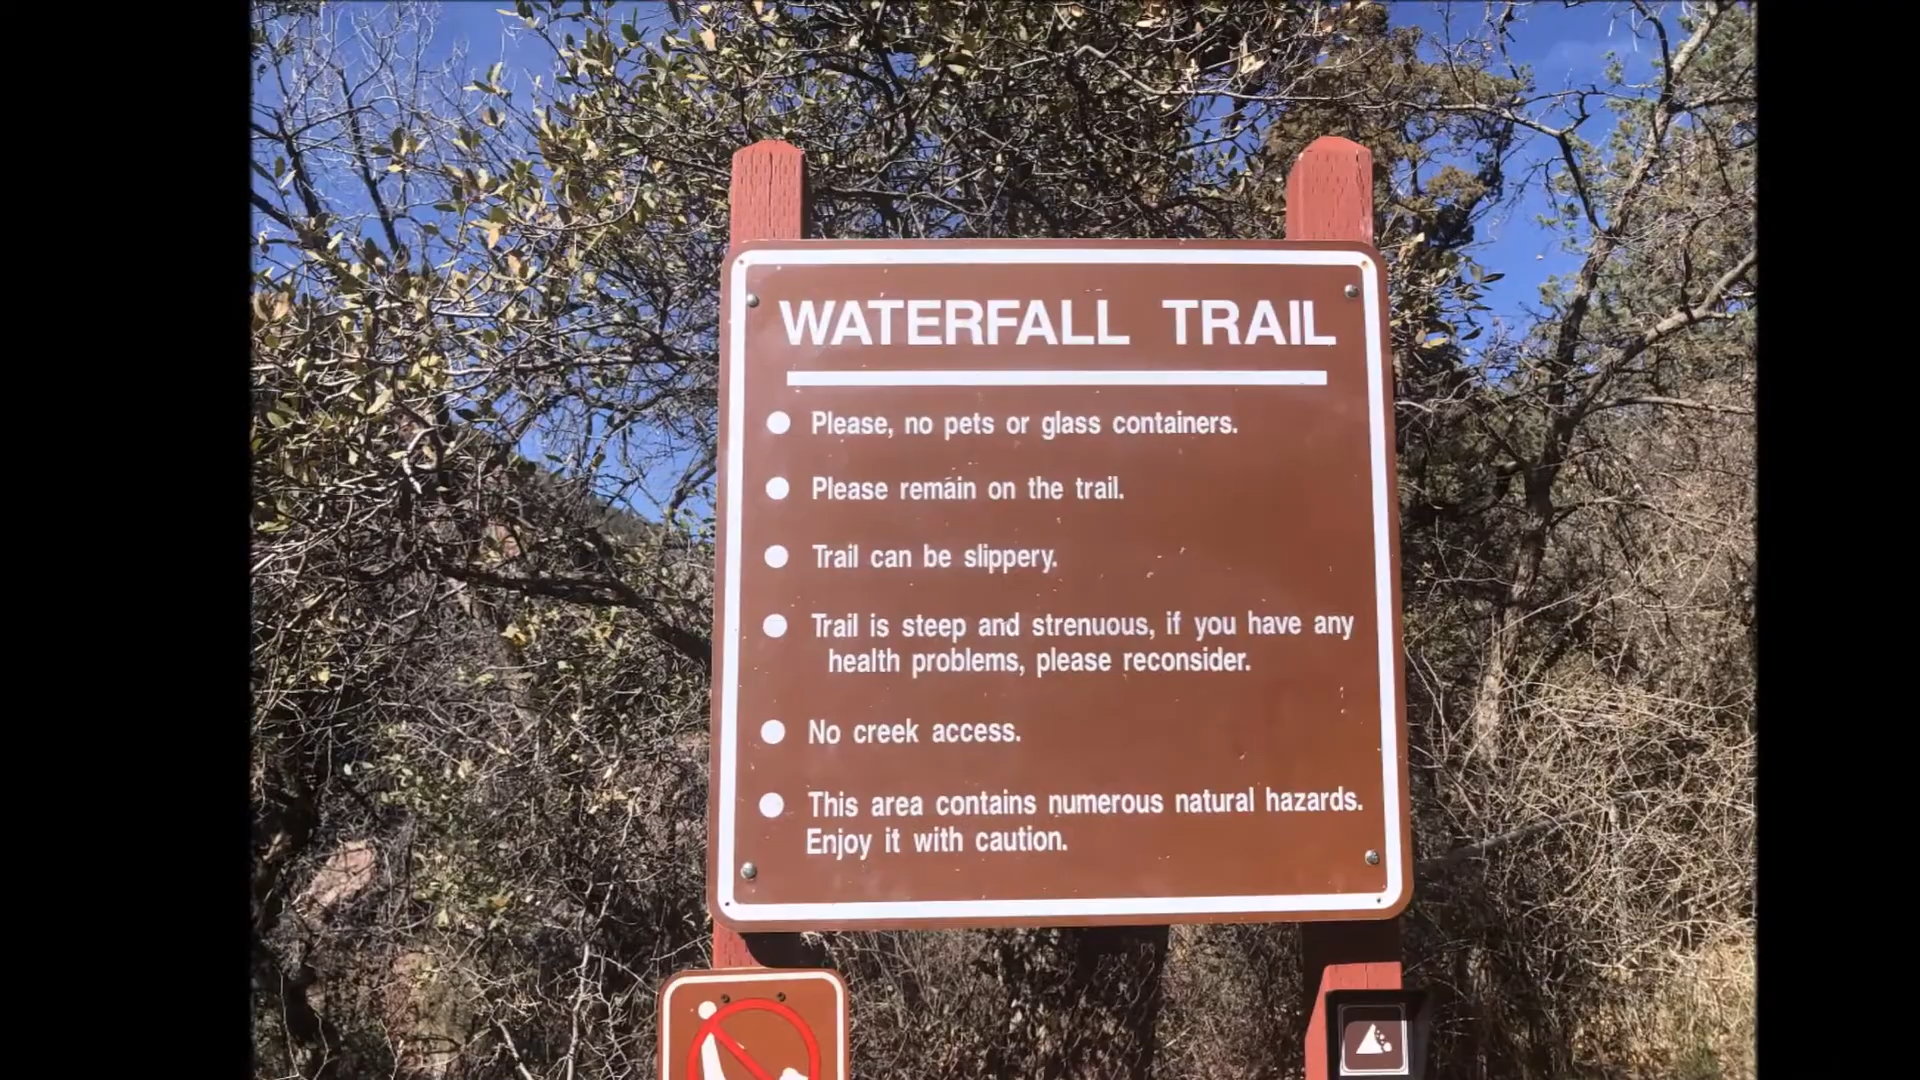 WATERFALL TRAIL
Please, no pets or glass containers.
Please remain on the trail.
Trail can be slippery.
Trail is steep and strenuous, if you have any
health problems, please reconsider.
No creek access.
This area contains numerous natural hazards.
Enjoy it with caution.